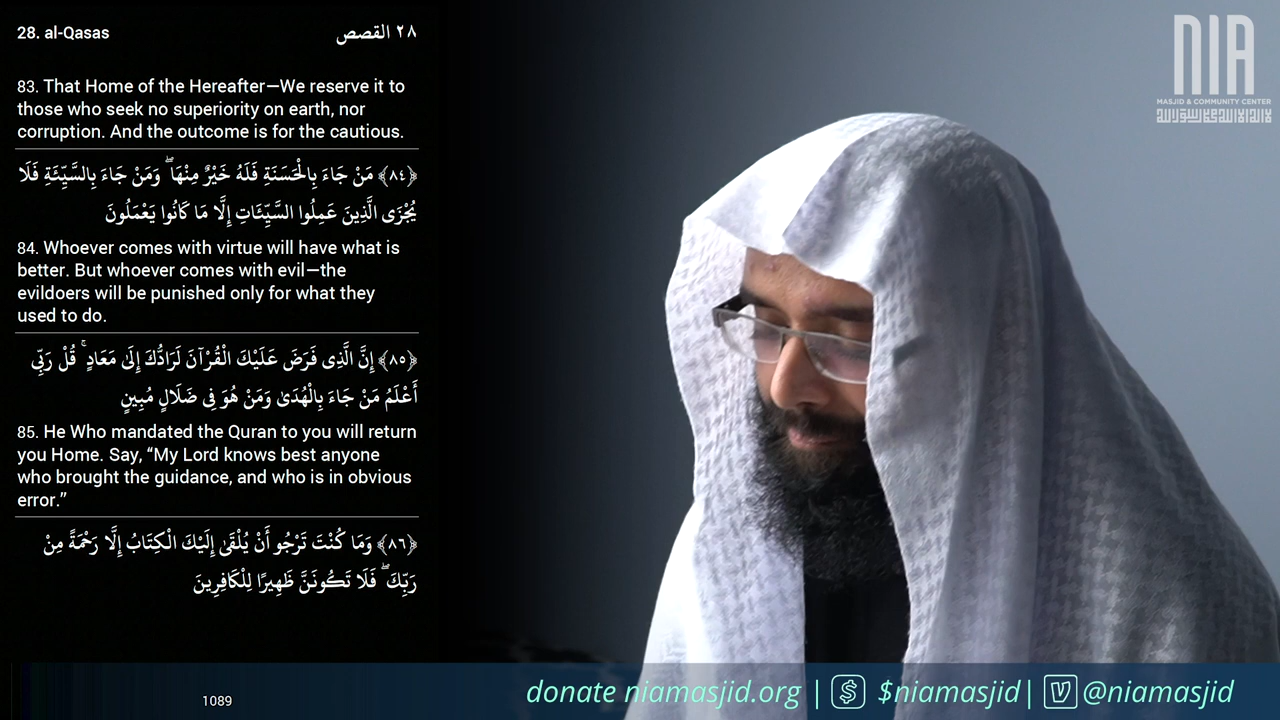 28. al-Qasas
٢٨ القصص
83. That Home of the Hereafter—We reserve it to
those who seek no superiority on earth, nor
corruption. And the outcome is for the cautious.
﴿٨٤﴾ مَنْ جَاءَ بِالْحَسَنَةِ فَلَهُ خَيْرٌ مِنْهَا ۖ وَمَنْ جَاءَ بِالسَّيِّئَةِ فَلَا
يُجْزَى الَّذِينَ عَمِلُوا السَّيِّئَاتِ إِلَّا مَا كَانُوا يَعْمَلُونَ
84. Whoever comes with virtue will have what is
better. But whoever comes with evil—the
evildoers will be punished only for what they
used to do.
﴿٨٥﴾ إِنَّ الَّذِي فَرَضَ عَلَيْكَ الْقُرْآنَ لَرَادُّكَ إِلَىٰ مَعَادٍ ۚ قُلْ رَبِّي
أَعْلَمُ مَنْ جَاءَ بِالْهُدَىٰ وَمَنْ هُوَ فِي ضَلَالٍ مُبِينٍ
85. He Who mandated the Quran to you will return
you Home. Say, “My Lord knows best anyone
who brought the guidance, and who is in obvious
error.”
﴿٨٦﴾ وَمَا كُنْتَ تَرْجُو أَنْ يُلْقَىٰ إِلَيْكَ الْكِتَابُ إِلَّا رَحْمَةً مِنْ
رَبِّكَ ۖ فَلَا تَكُونَنَّ ظَهِيرًا لِلْكَافِرِينَ
NIA
MASJID & COMMUNITY CENTER
1089
donate niamasjid.org | $ $niamasjid | V @niamasjid